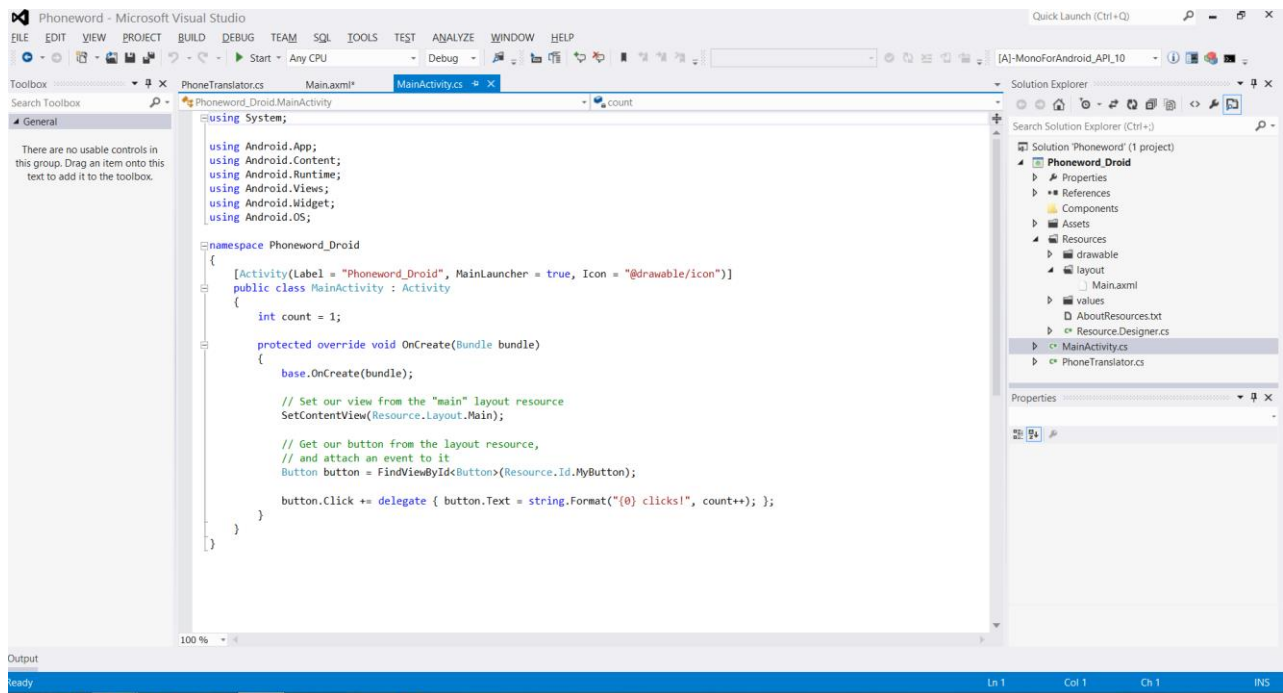 Phoneword - Microsoft Visual Studio
Quick Launch (Ctrl+Q)
FILE EDIT VIEW PROJECT BUILD DEBUG TEAM SQL TOOLS TEST ANALYZE WINDOW HELP
Start Any CPU Debug [A]-MonoForAndroid_API_10
Toolbox
Search Toolbox
General
There are no usable controls in
this group. Drag an item onto this
text to add it to the toolbox.
PhoneTranslator.cs Main.axml* MainActivity.cs
Phoneword_Droid.MainActivity count
using System;
using Android.App;
using Android.Content;
using Android.Runtime;
using Android.Views;
using Android.Widget;
using Android.OS;
namespace Phoneword_Droid
{
[Activity(Label = "Phoneword_Droid", MainLauncher = true, Icon = "@drawable/icon")]
public class MainActivity : Activity
{
int count = 1;
protected override void OnCreate(Bundle bundle)
{
base.OnCreate(bundle);
// Set our view from the "main" layout resource
SetContentView(Resource.Layout.Main);
// Get our button from the layout resource,
// and attach an event to it
Button button = FindViewById<Button>(Resource.Id.MyButton);
button.Click += delegate { button.Text = string.Format("{0} clicks!", count++); };
}
}
}
100 %
Solution Explorer
Search Solution Explorer (Ctrl+;)
Solution 'Phoneword' (1 project)
Phoneword_Droid
Properties
References
Components
Assets
Resources
drawable
layout
Main.axml
values
AboutResources.txt
Resource.Designer.cs
MainActivity.cs
PhoneTranslator.cs
Properties
Output
Ready Ln 1 Col 1 Ch 1 INS